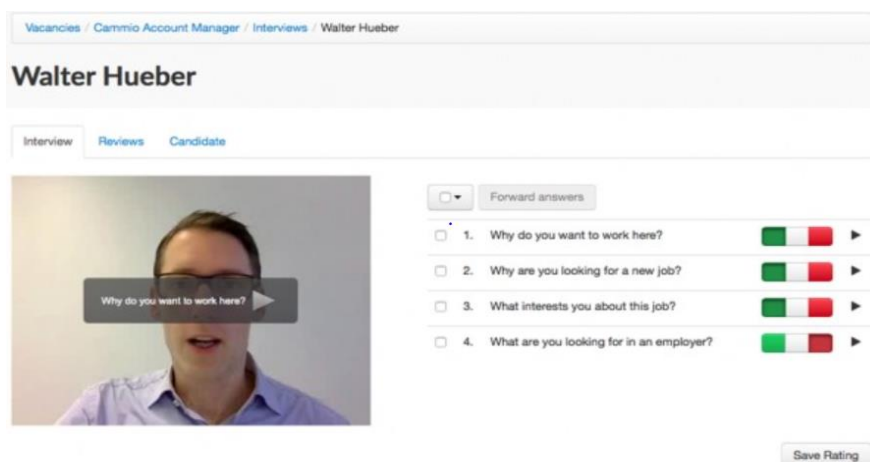 Vacancies / Cammio Account Manager / Interviews / Walter Hueber
Walter Hueber
Interview Reviews Candidate
Forward answers
Why do you want to work here?
1. Why do you want to work here?
2. Why are you looking for a new job?
3. What interests you about this job?
4. What are you looking for in an employer?
Save Rating